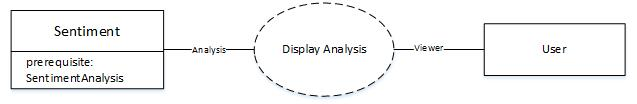 Sentiment
prerequisite:
SentimentAnalysis
Analysis
Display Analysis
Viewer
User